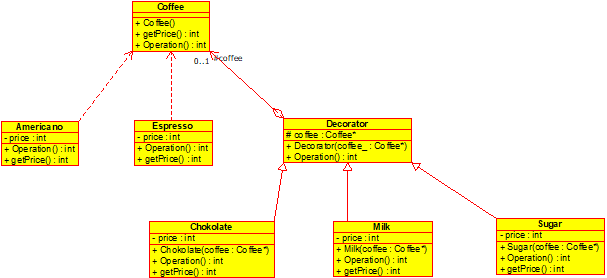 Coffee
+ Coffee()
+ getPrice() : int
+ Operation() : int
0..1
#coffee
Americano
- price : int
+ Operation() : int
+ getPrice() : int
Espresso
- price : int
+ Operation() : int
+ getPrice() : int
Decorator
# coffee : Coffee*
+ Decorator(coffee_ : Coffee*)
+ Operation() : int
Chokolate
- price : int
+ Chokolate(coffee : Coffee*)
+ Operation() : int
+ getPrice() : int
Milk
- price : int
+ Milk(coffee : Coffee*)
+ Operation() : int
+ getPrice() : int
Sugar
- price : int
+ Sugar(coffee : Coffee*)
+ Operation() : int
+ getPrice() : int